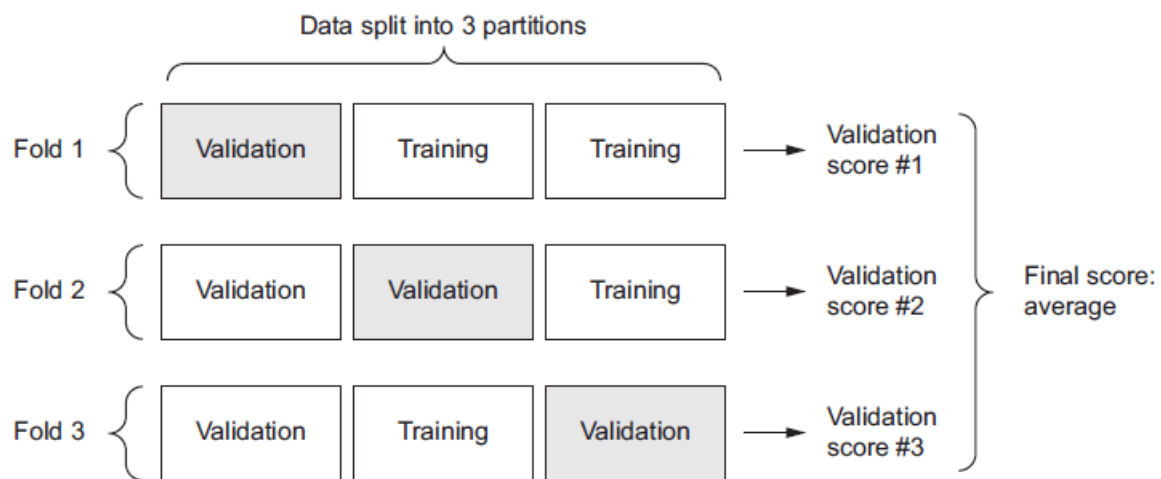 Data split into 3 partitions
Fold 1
Validation
Training
Training
Validation
score #1
Fold 2
Validation
Validation
Training
Validation
score #2
Final score:
average
Fold 3
Validation
Training
Validation
Validation
score #3